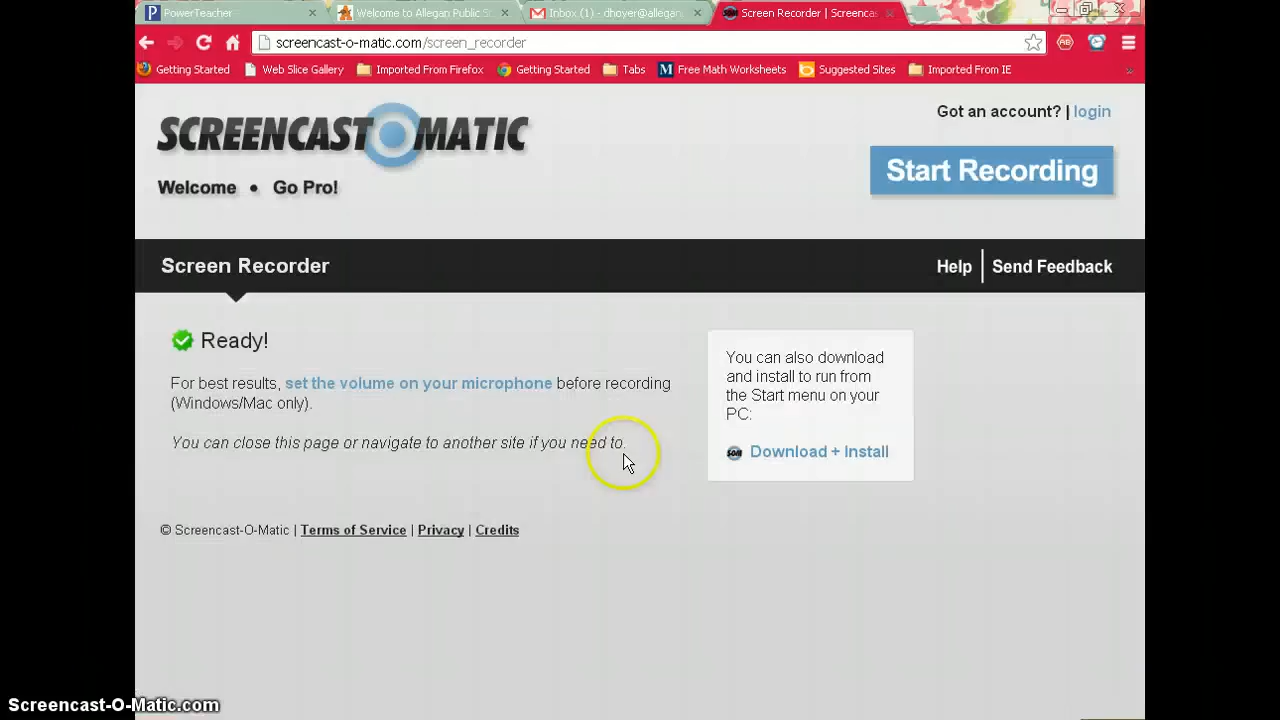 PowerTeacher
Welcome to Allegan Public S
Inbox (1) - dhoyer@allegan
Screen Recorder | Screencas
screencast-o-matic.com/screen_recorder
Getting Started
Web Slice Gallery
Imported From Firefox
Getting Started
Tabs
M Free Math Worksheets
Suggested Sites
Imported From IE
»
SCREENCAST O MATIC
Got an account? | login
Start Recording
Welcome • Go Pro!
Screen Recorder
Help | Send Feedback
Ready!
For best results, set the volume on your microphone before recording
(Windows/Mac only).
You can close this page or navigate to another site if you need to.
You can also download
and install to run from
the Start menu on your
PC:
SOM Download + Install
© Screencast-O-Matic | Terms of Service | Privacy | Credits
Screencast-O-Matic.com